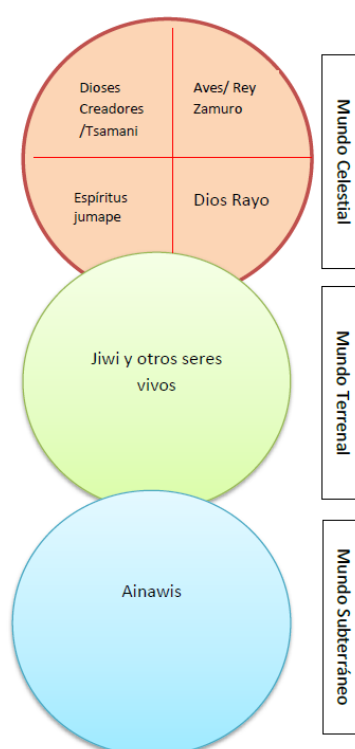 Dioses
Creadores
/Tsamani
Aves/ Rey
Zamuro
Espíritus
jumape
Dios Rayo
Mundo Celestial
Jiwi y otros seres
vivos
Mundo Terrenal
Ainawis
Mundo Subterráneo